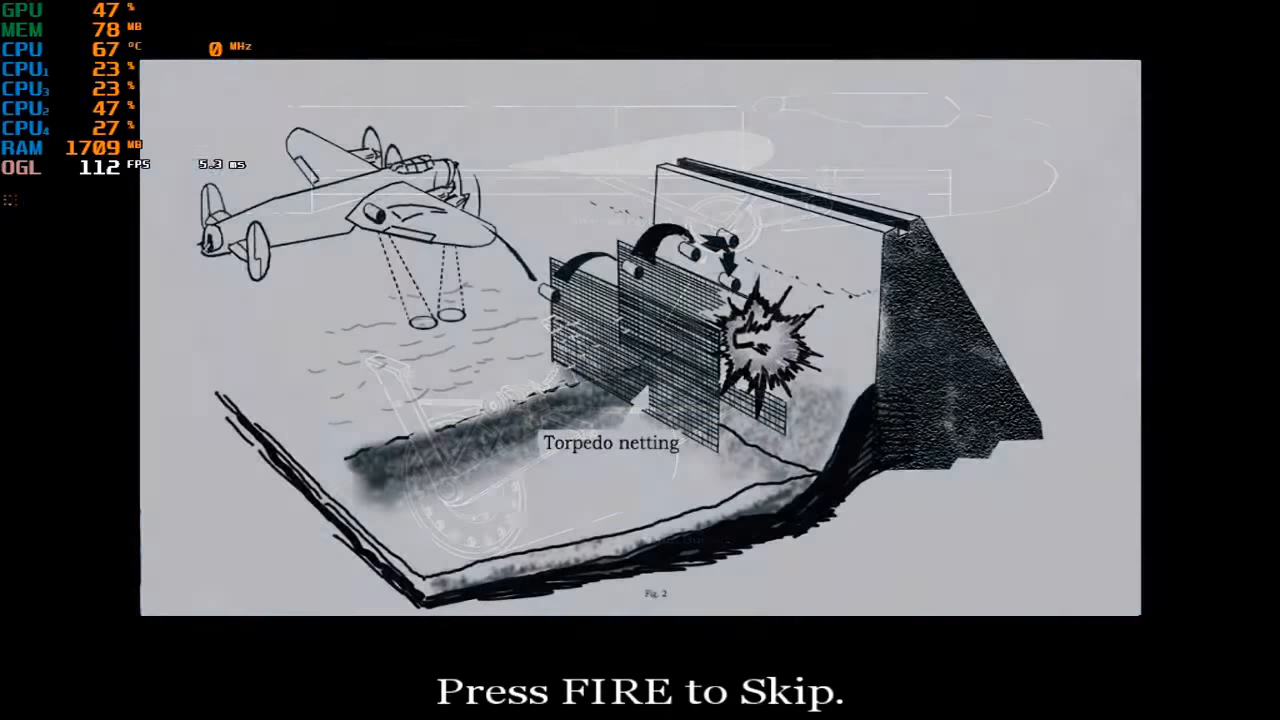 GPU 47 %
MEM 78 MB
CPU 67 °C 0 MHz
CPU1 23 %
CPU3 23 %
CPU2 47 %
CPU4 27 %
RAM 1709 MB
OGL 112 FPS 5.3 ms
Torpedo netting
Fig. 2
Press FIRE to Skip.